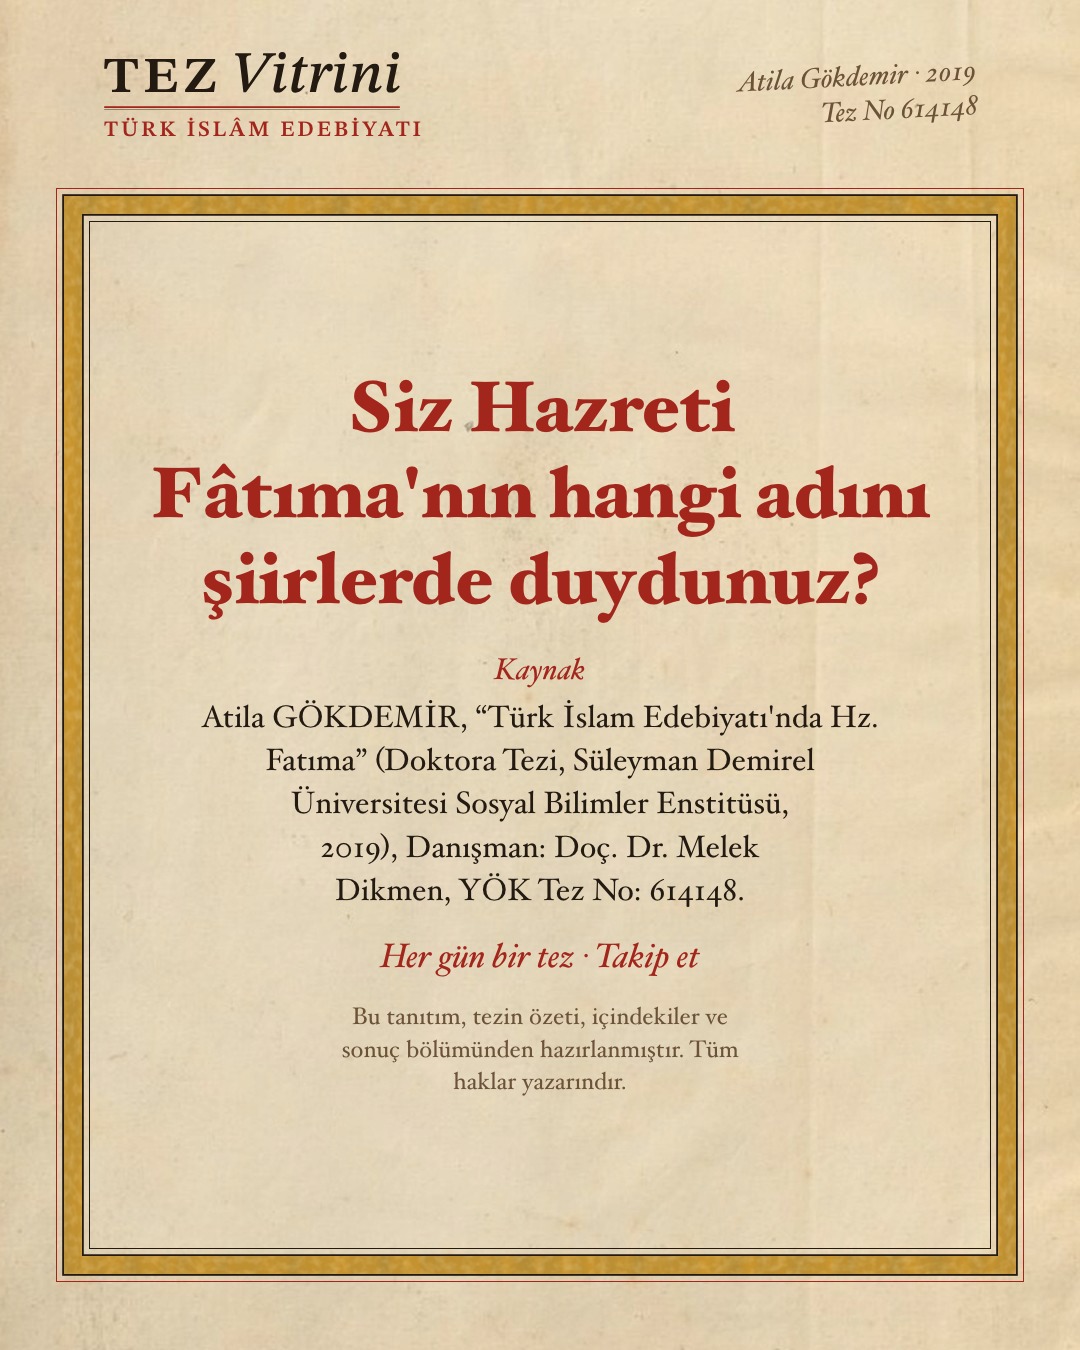 TEZ Vitrini
TÜRK İSLÂM EDEBİYATI
Atila Gökdemir · 2019
Tez No 614148
Siz Hazreti
Fâtıma'nın hangi adını
şiirlerde duydunuz?
Kaynak
Atila GÖKDEMİR, “Türk İslam Edebiyatı'nda Hz.
Fatıma” (Doktora Tezi, Süleyman Demirel
Üniversitesi Sosyal Bilimler Enstitüsü,
2019), Danışman: Doç. Dr. Melek
Dikmen, YÖK Tez No: 614148.
Her gün bir tez · Takip et
Bu tanıtım, tezin özeti, içindekiler ve
sonuç bölümünden hazırlanmıştır. Tüm
haklar yazarındır.